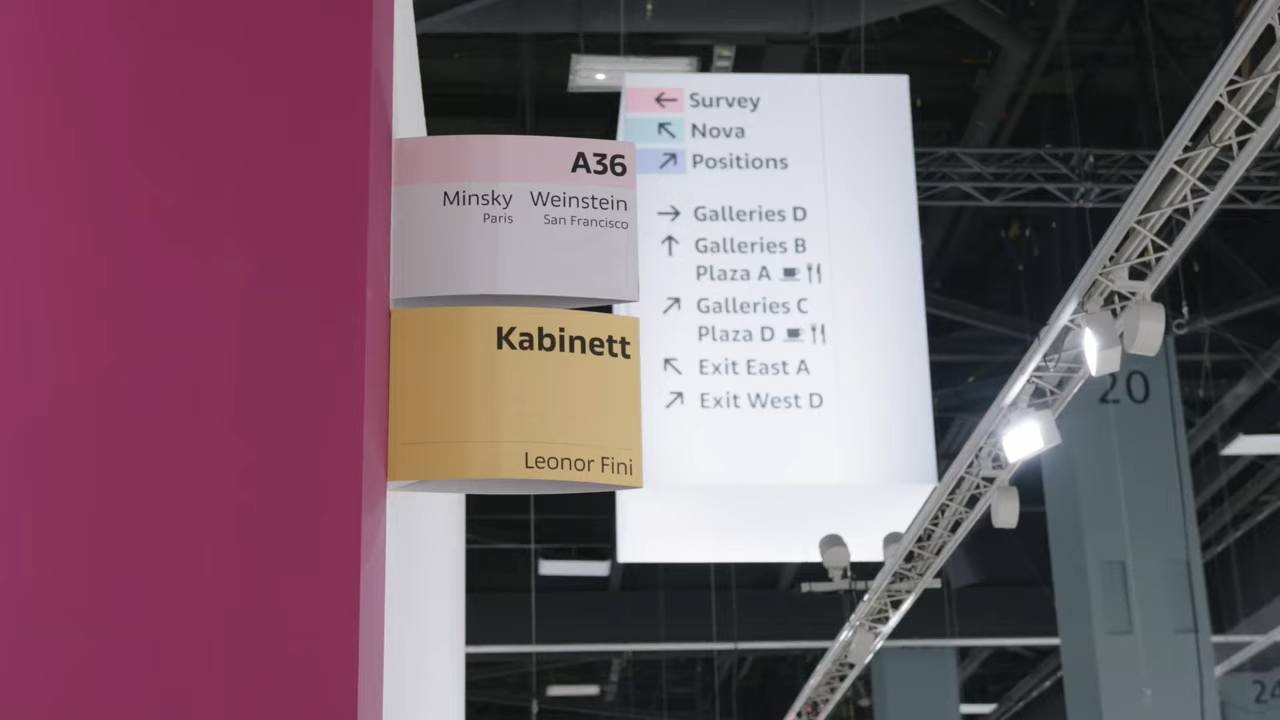 A36
Minsky Weinstein
Paris San Francisco
Kabinett
Leonor Fini
← Survey
↖ Nova
↗ Positions
→ Galleries D
↑ Galleries B
Plaza A
↗ Galleries C
Plaza D
↖ Exit East A
↗ Exit West D
20
24